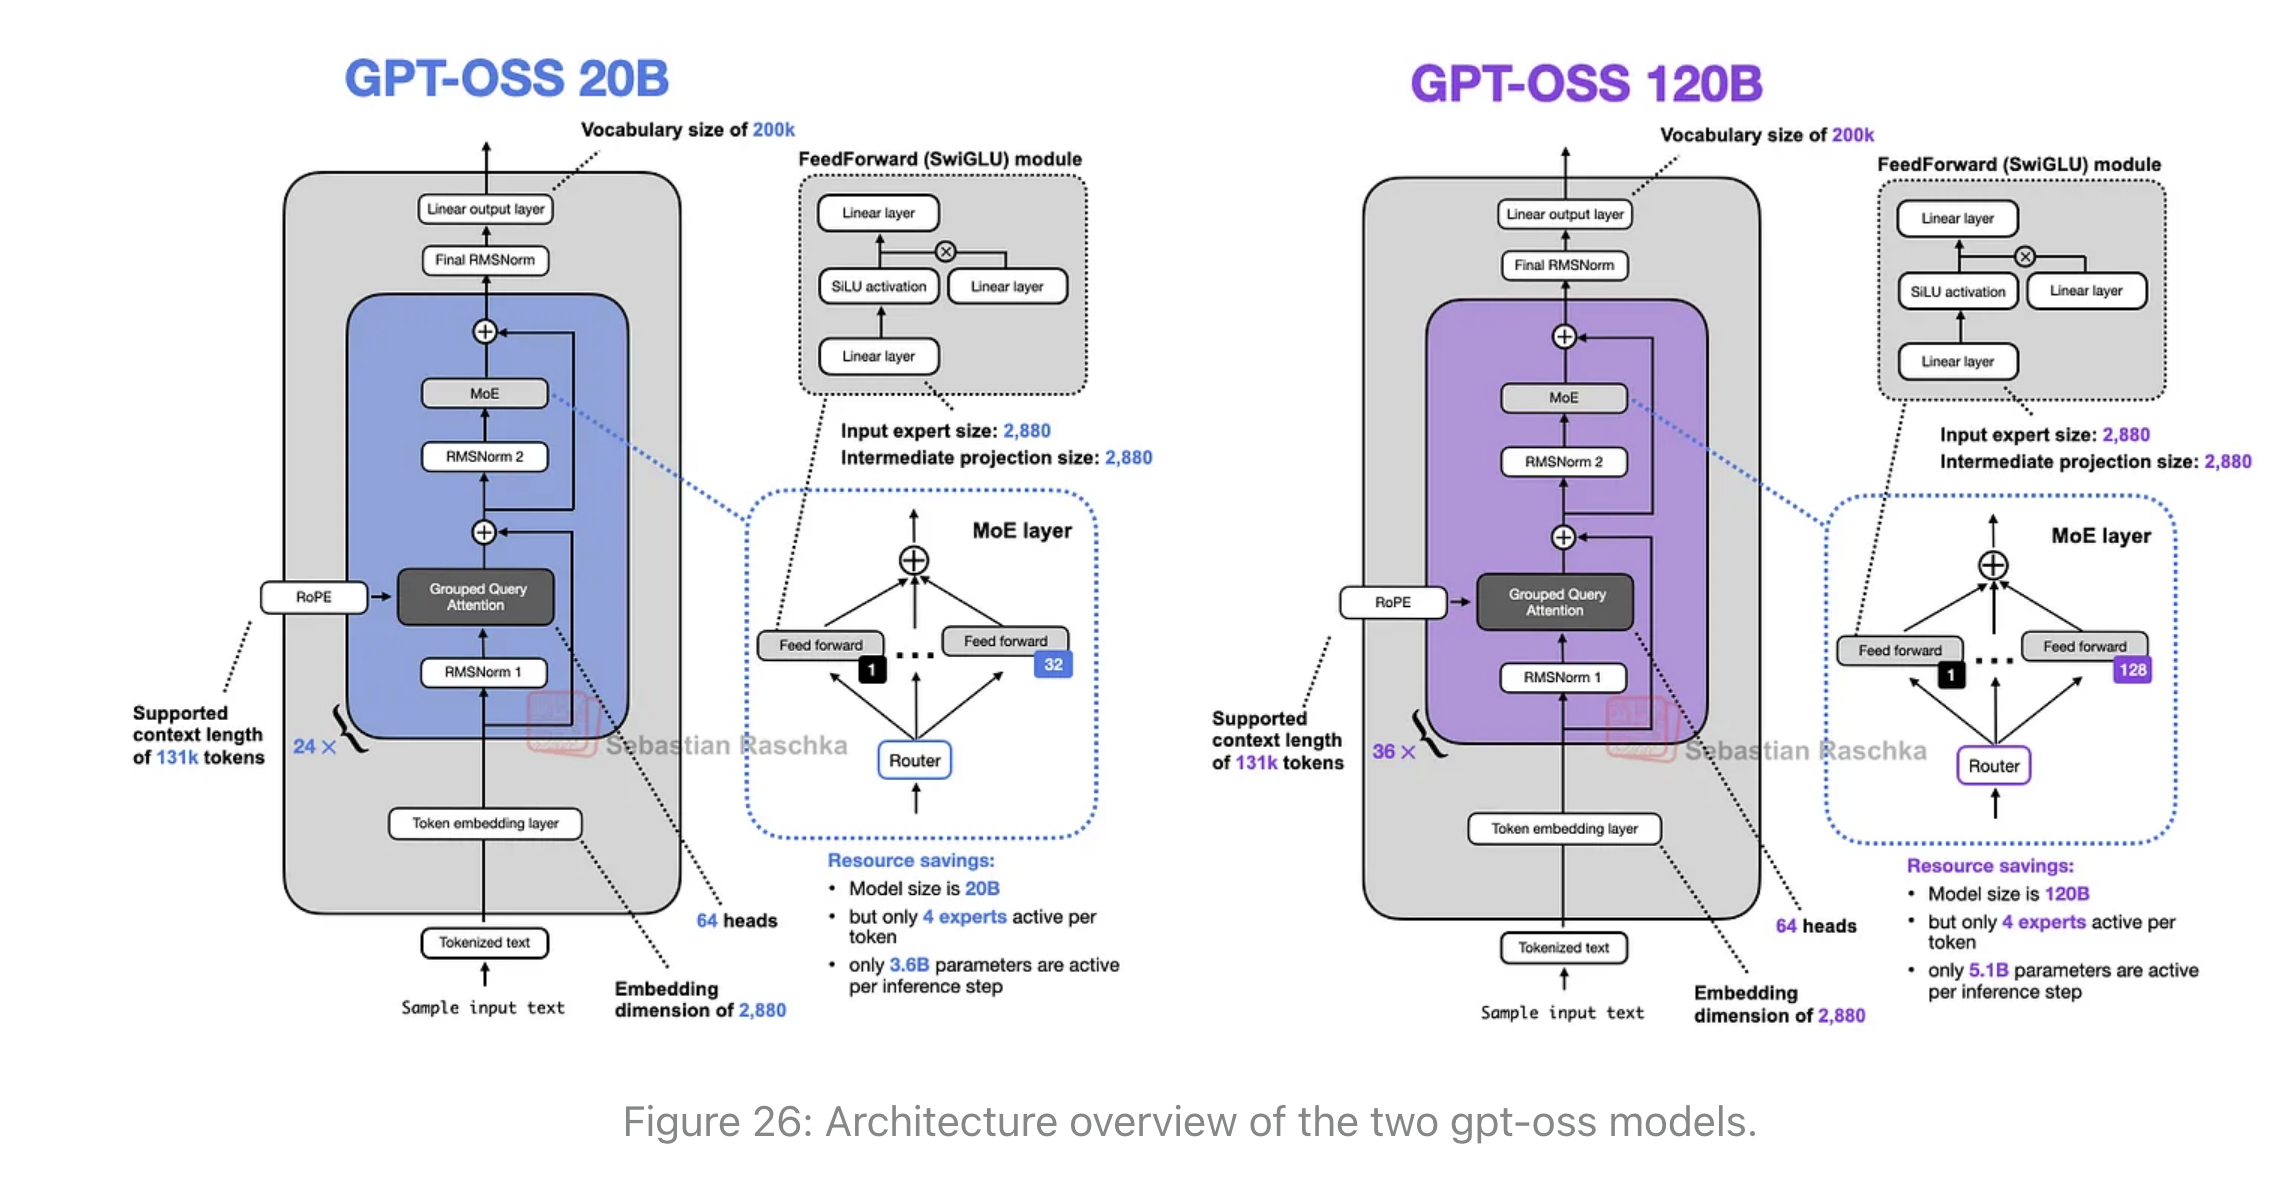 GPT-OSS 20B
Vocabulary size of 200k
FeedForward (SwiGLU) module
Linear output layer
Linear layer
Final RMSNorm
SiLU activation
Linear layer
Linear layer
MoE
Input expert size: 2,880
Intermediate projection size: 2,880
RMSNorm 2
MoE layer
RoPE
Grouped Query
Attention
Feed forward
1
Feed forward
32
RMSNorm 1
Supported
context length
of 131k tokens
24 ×
Sebastian Raschka
Router
Token embedding layer
Resource savings:
• Model size is 20B
• but only 4 experts active per
token
• only 3.6B parameters are active
per inference step
64 heads
Tokenized text
Embedding
dimension of 2,880
Sample input text
GPT-OSS 120B
Vocabulary size of 200k
FeedForward (SwiGLU) module
Linear output layer
Linear layer
Final RMSNorm
SiLU activation
Linear layer
Linear layer
MoE
Input expert size: 2,880
Intermediate projection size: 2,880
RMSNorm 2
MoE layer
RoPE
Grouped Query
Attention
Feed forward
1
Feed forward
128
RMSNorm 1
Supported
context length
of 131k tokens
36 ×
Sebastian Raschka
Router
Token embedding layer
Resource savings:
• Model size is 120B
• but only 4 experts active per
token
• only 5.1B parameters are active
per inference step
64 heads
Tokenized text
Embedding
dimension of 2,880
Sample input text
Figure 26: Architecture overview of the two gpt-oss models.